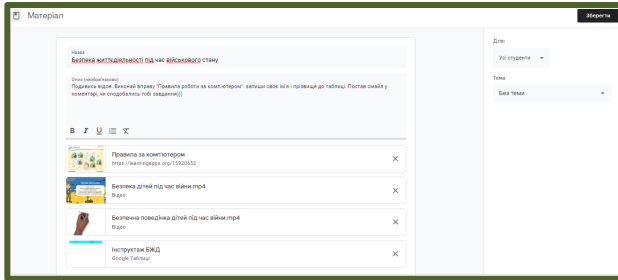 Матеріал
Зберегти
Назва
Безпека життєдіяльності під час військового стану
Опис (необов'язково)
Подивись відое. Виконай вправу "Правила роботи за комп'ютером". запиши своє ім'я і прізвище до таблиці. Постав смайл у
коментарі, чи сподобались тобі завдання)))
B I U
Правила за комп'ютером
https://learningapps.org/15920652
Безпека дітей під час війни.mp4
Відео
Безпечна поведінка дітей під час війни.mp4
Відео
Інструктаж БЖД
Google Таблиці
Для:
Усі студенти
Тема
Без теми